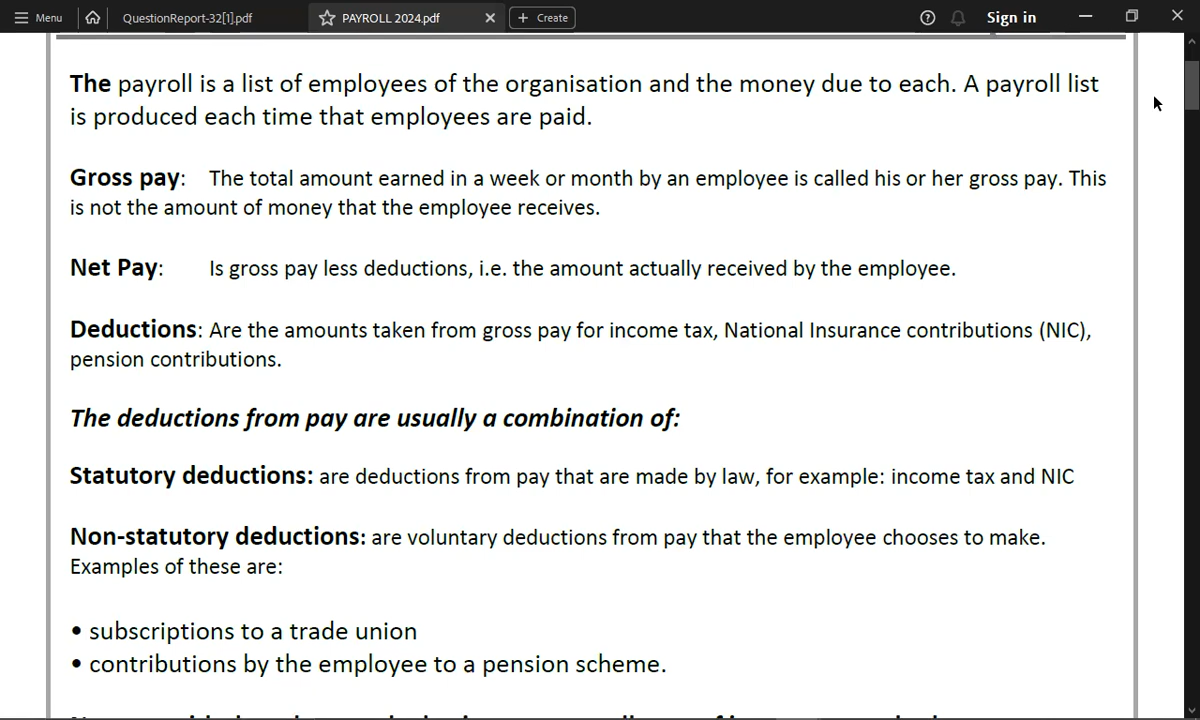 Menu
QuestionReport-32[1].pdf
PAYROLL 2024.pdf
Create
Sign in
The payroll is a list of employees of the organisation and the money due to each. A payroll list
is produced each time that employees are paid.
Gross pay: The total amount earned in a week or month by an employee is called his or her gross pay. This
is not the amount of money that the employee receives.
Net Pay: Is gross pay less deductions, i.e. the amount actually received by the employee.
Deductions: Are the amounts taken from gross pay for income tax, National Insurance contributions (NIC),
pension contributions.
The deductions from pay are usually a combination of:
Statutory deductions: are deductions from pay that are made by law, for example: income tax and NIC
Non-statutory deductions: are voluntary deductions from pay that the employee chooses to make.
Examples of these are:
• subscriptions to a trade union
• contributions by the employee to a pension scheme.